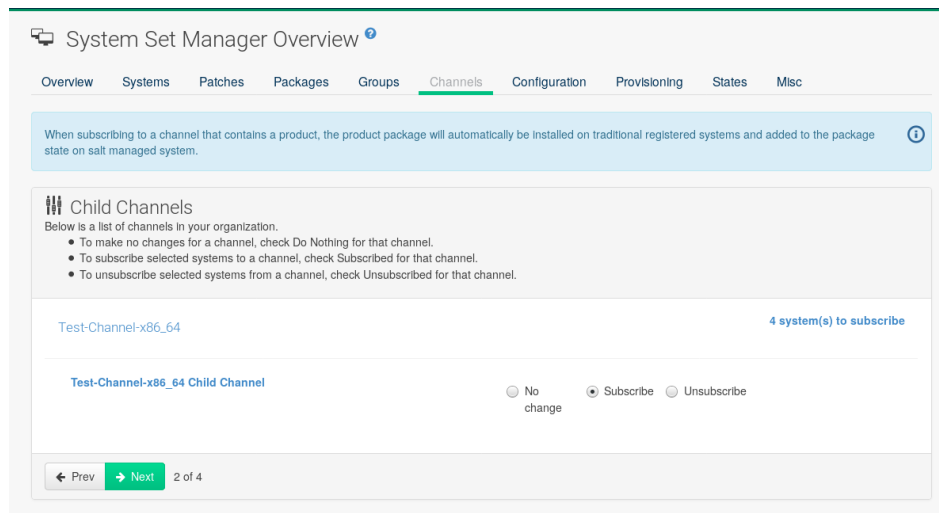 System Set Manager Overview ?
Overview Systems Patches Packages Groups Channels Configuration Provisioning States Misc
When subscribing to a channel that contains a product, the product package will automatically be installed on traditional registered systems and added to the package
state on salt managed system.
Child Channels
Below is a list of channels in your organization.
• To make no changes for a channel, check Do Nothing for that channel.
• To subscribe selected systems to a channel, check Subscribed for that channel.
• To unsubscribe selected systems from a channel, check Unsubscribed for that channel.
Test-Channel-x86_64 4 system(s) to subscribe
Test-Channel-x86_64 Child Channel No Subscribe Unsubscribe
change
Prev Next 2 of 4